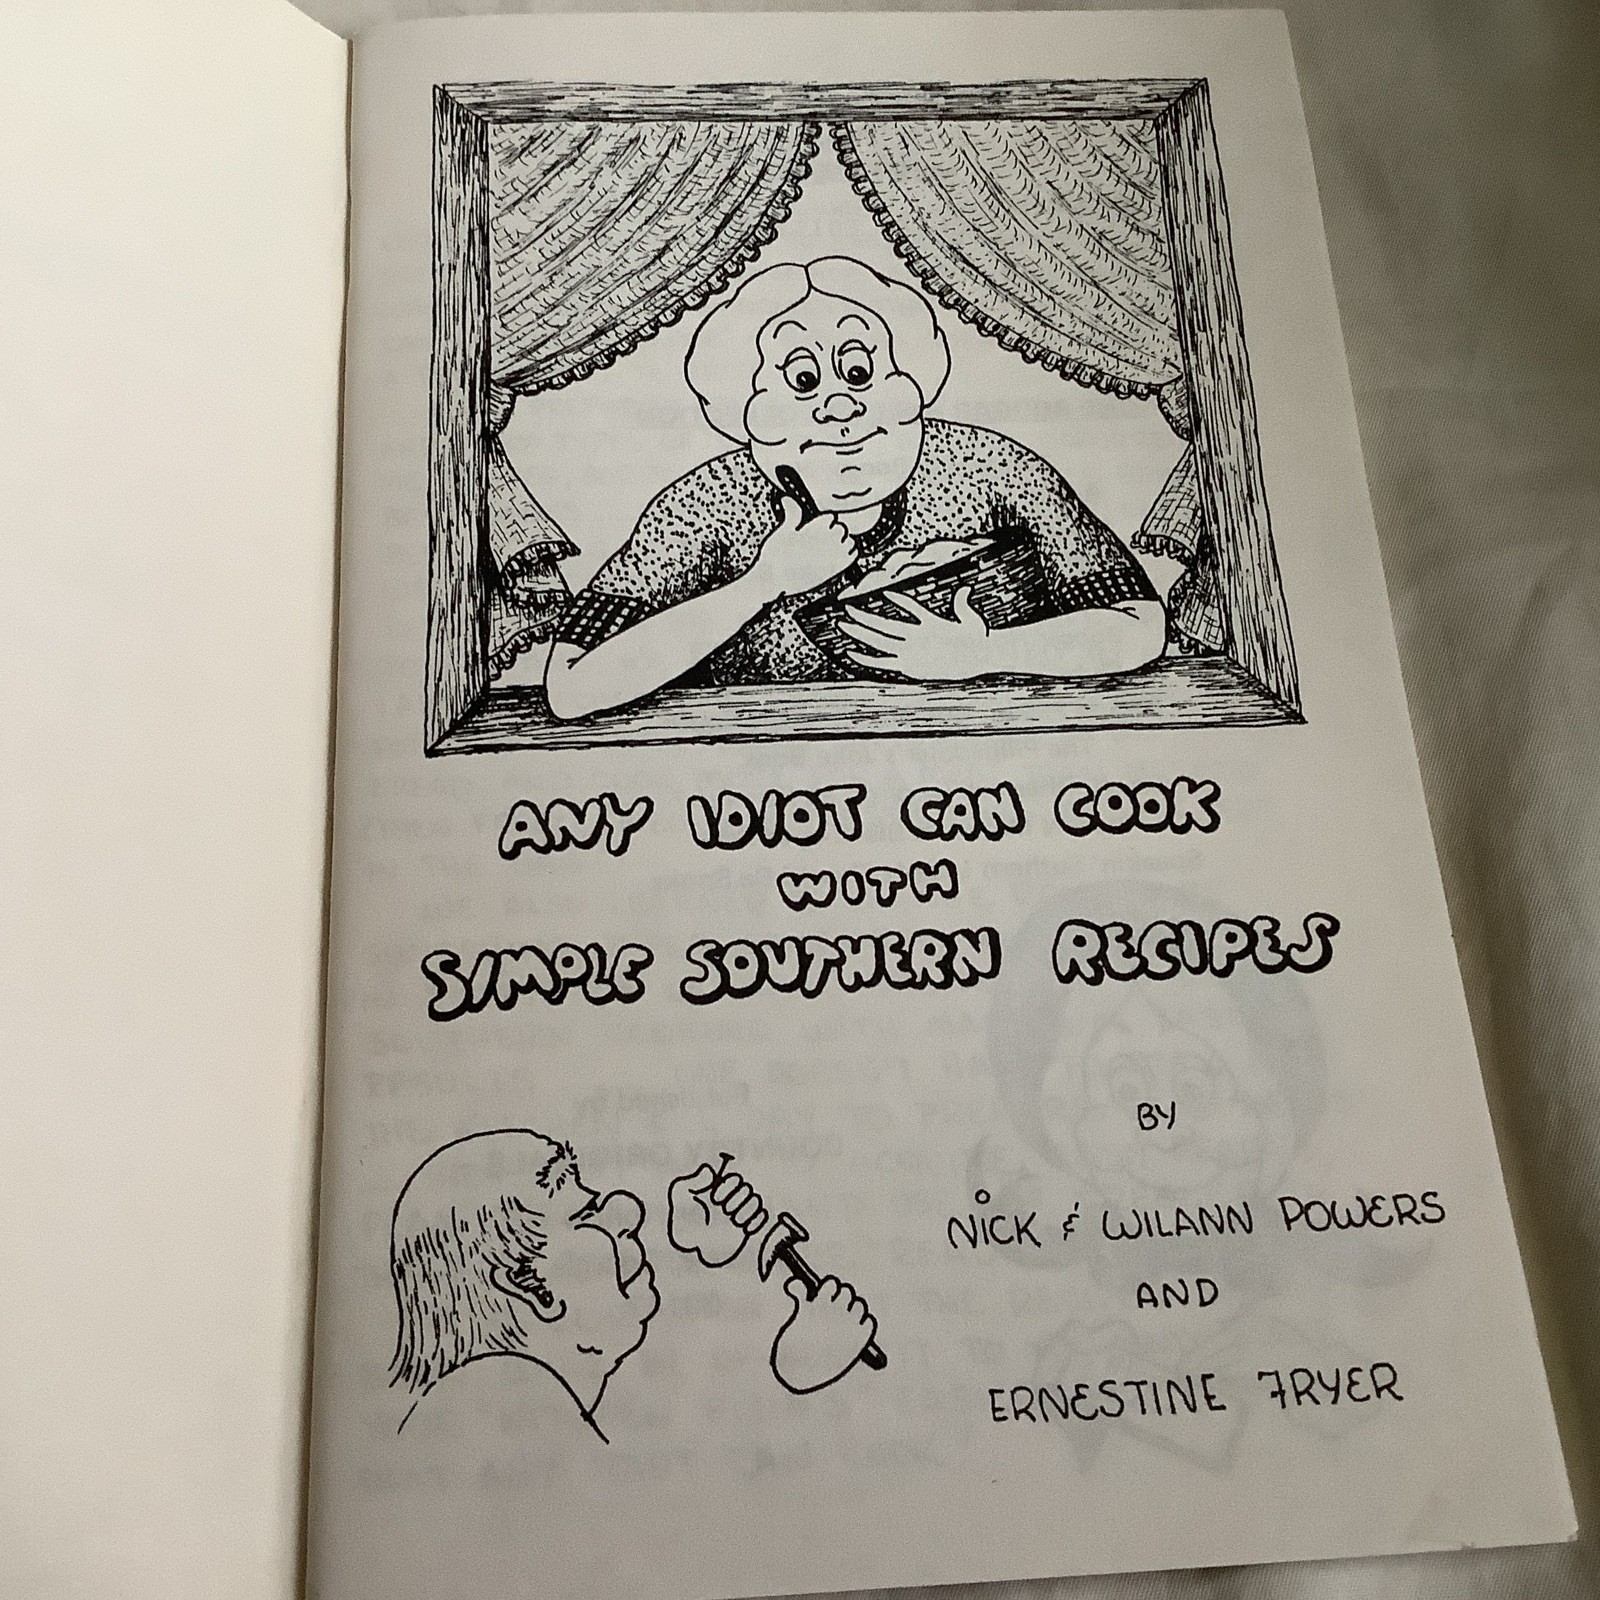 ANY IDIOT CAN COOK
WITH
SIMPLE SOUTHERN RECIPES
BY
NICK & WILANN POWERS
AND
ERNESTINE FRYER